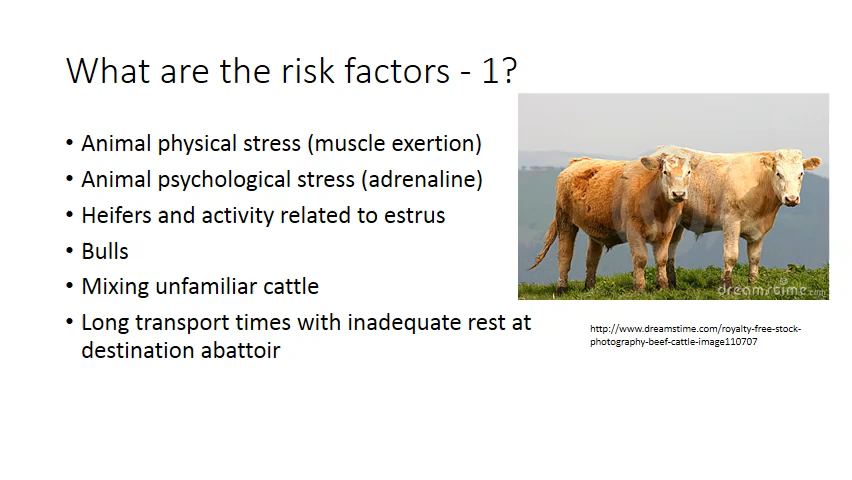 What are the risk factors - 1?
• Animal physical stress (muscle exertion)
• Animal psychological stress (adrenaline)
• Heifers and activity related to estrus
• Bulls
• Mixing unfamiliar cattle
• Long transport times with inadequate rest at
destination abattoir
dreamstime.com
http://www.dreamstime.com/royalty-free-stock-
photography-beef-cattle-image110707